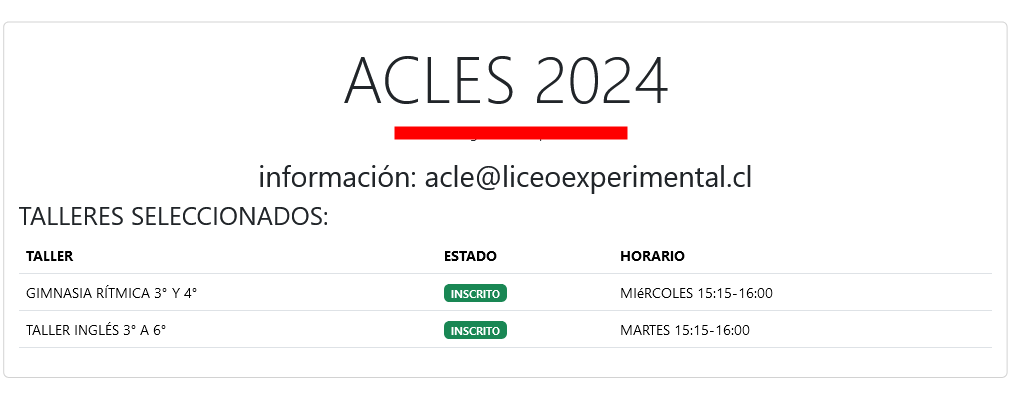 ACLES 2024
información: acle@liceoexperimental.cl
TALLERES SELECCIONADOS:
TALLER ESTADO HORARIO
GIMNASIA RÍTMICA 3° Y 4° INSCRITO MIéRCOLES 15:15-16:00
TALLER INGLÉS 3° A 6° INSCRITO MARTES 15:15-16:00